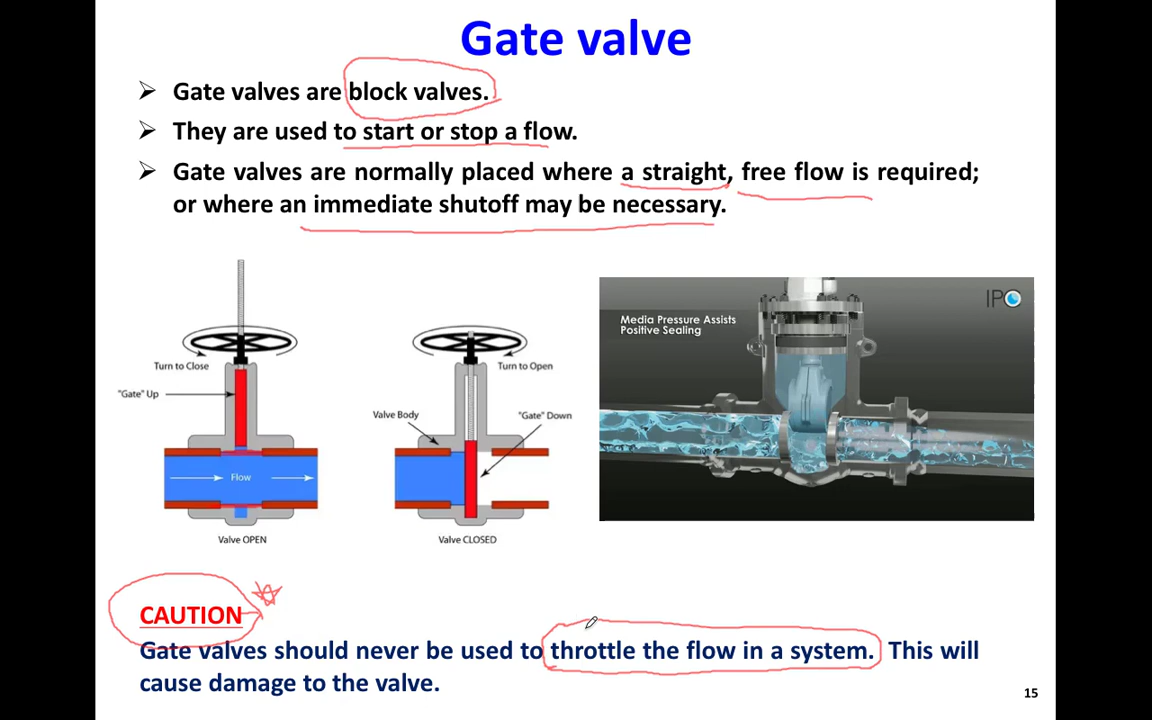 Gate valve
➢ Gate valves are block valves.
➢ They are used to start or stop a flow.
➢ Gate valves are normally placed where a straight, free flow is required;
or where an immediate shutoff may be necessary.
IPO
Media Pressure Assists
Positive Sealing
Turn to Close
Turn to Open
"Gate" Up
Valve Body
"Gate" Down
Flow
Valve OPEN
Valve CLOSED
CAUTION
Gate valves should never be used to throttle the flow in a system. This will
cause damage to the valve.
15